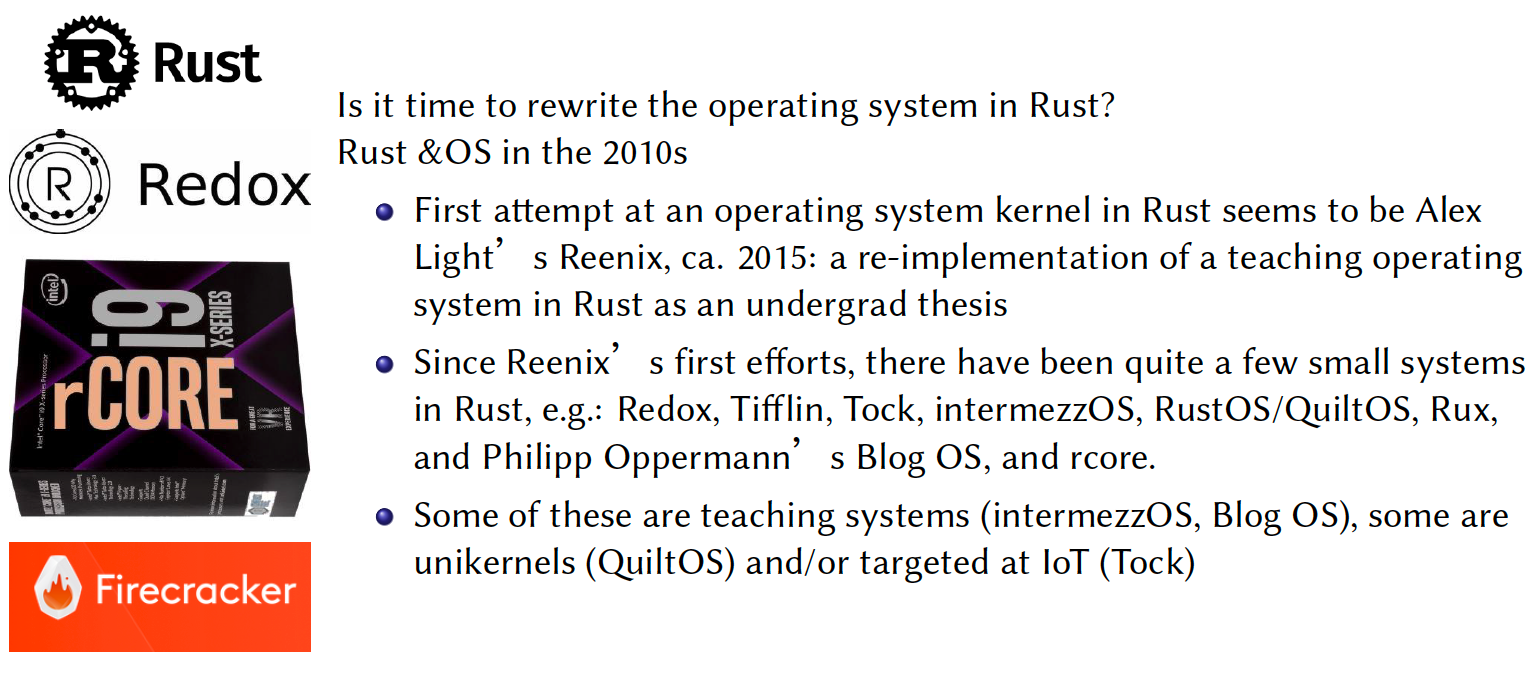 Rust
R
Redox
intel
i9
X-SERIES
rCORE
Firecracker
Is it time to rewrite the operating system in Rust?
Rust &OS in the 2010s
First attempt at an operating system kernel in Rust seems to be Alex
Light’ s Reenix, ca. 2015: a re-implementation of a teaching operating
system in Rust as an undergrad thesis
Since Reenix’ s first efforts, there have been quite a few small systems
in Rust, e.g.: Redox, Tifflin, Tock, intermezzOS, RustOS/QuiltOS, Rux,
and Philipp Oppermann’ s Blog OS, and rcore.
Some of these are teaching systems (intermezzOS, Blog OS), some are
unikernels (QuiltOS) and/or targeted at IoT (Tock)